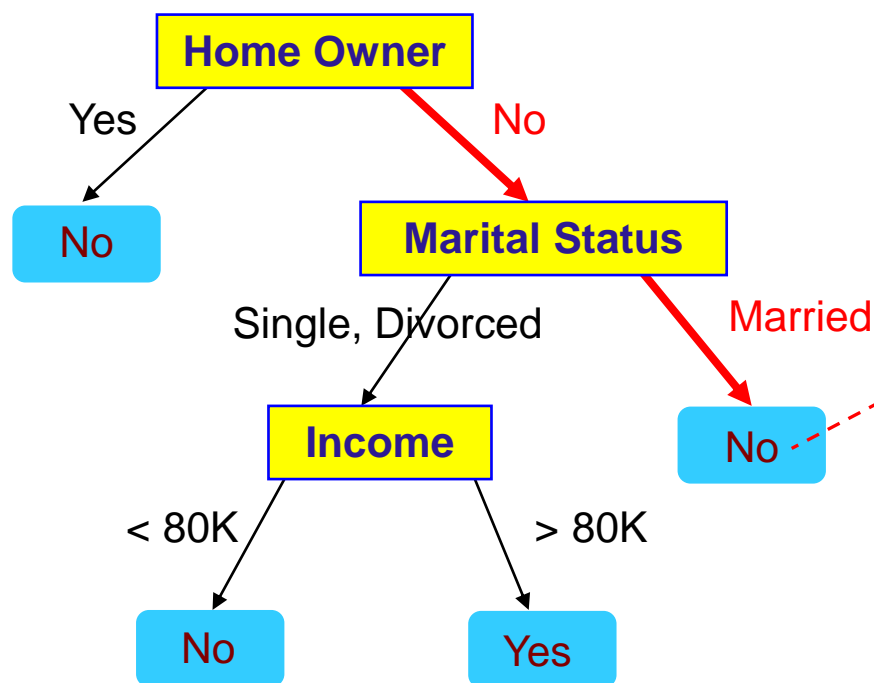 Home Owner
Yes
No
No
Marital Status
Single, Divorced
Married
Income
No
< 80K
> 80K
No
Yes